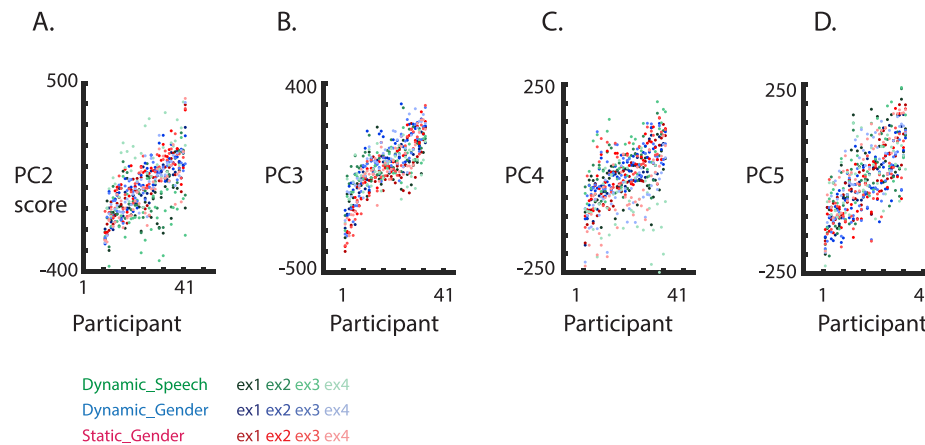 A. B. C. D.
500 400 250 250
PC2 score PC3 PC4 PC5
-400 -500 -250 -250
1 41 1 41 1 41 1 4
Participant Participant Participant Participant
Dynamic_Speech ex1 ex2 ex3 ex4
Dynamic_Gender ex1 ex2 ex3 ex4
Static_Gender ex1 ex2 ex3 ex4